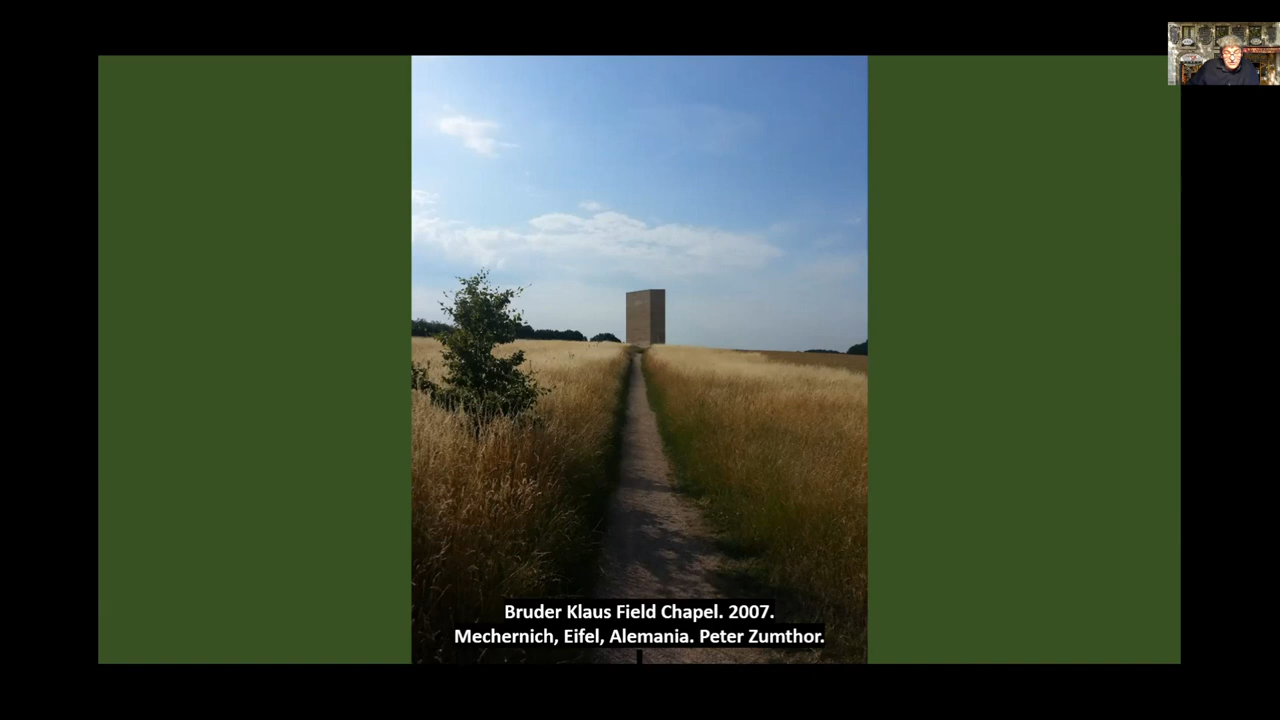 Bruder Klaus Field Chapel. 2007.
Mechernich, Eifel, Alemania. Peter Zumthor.